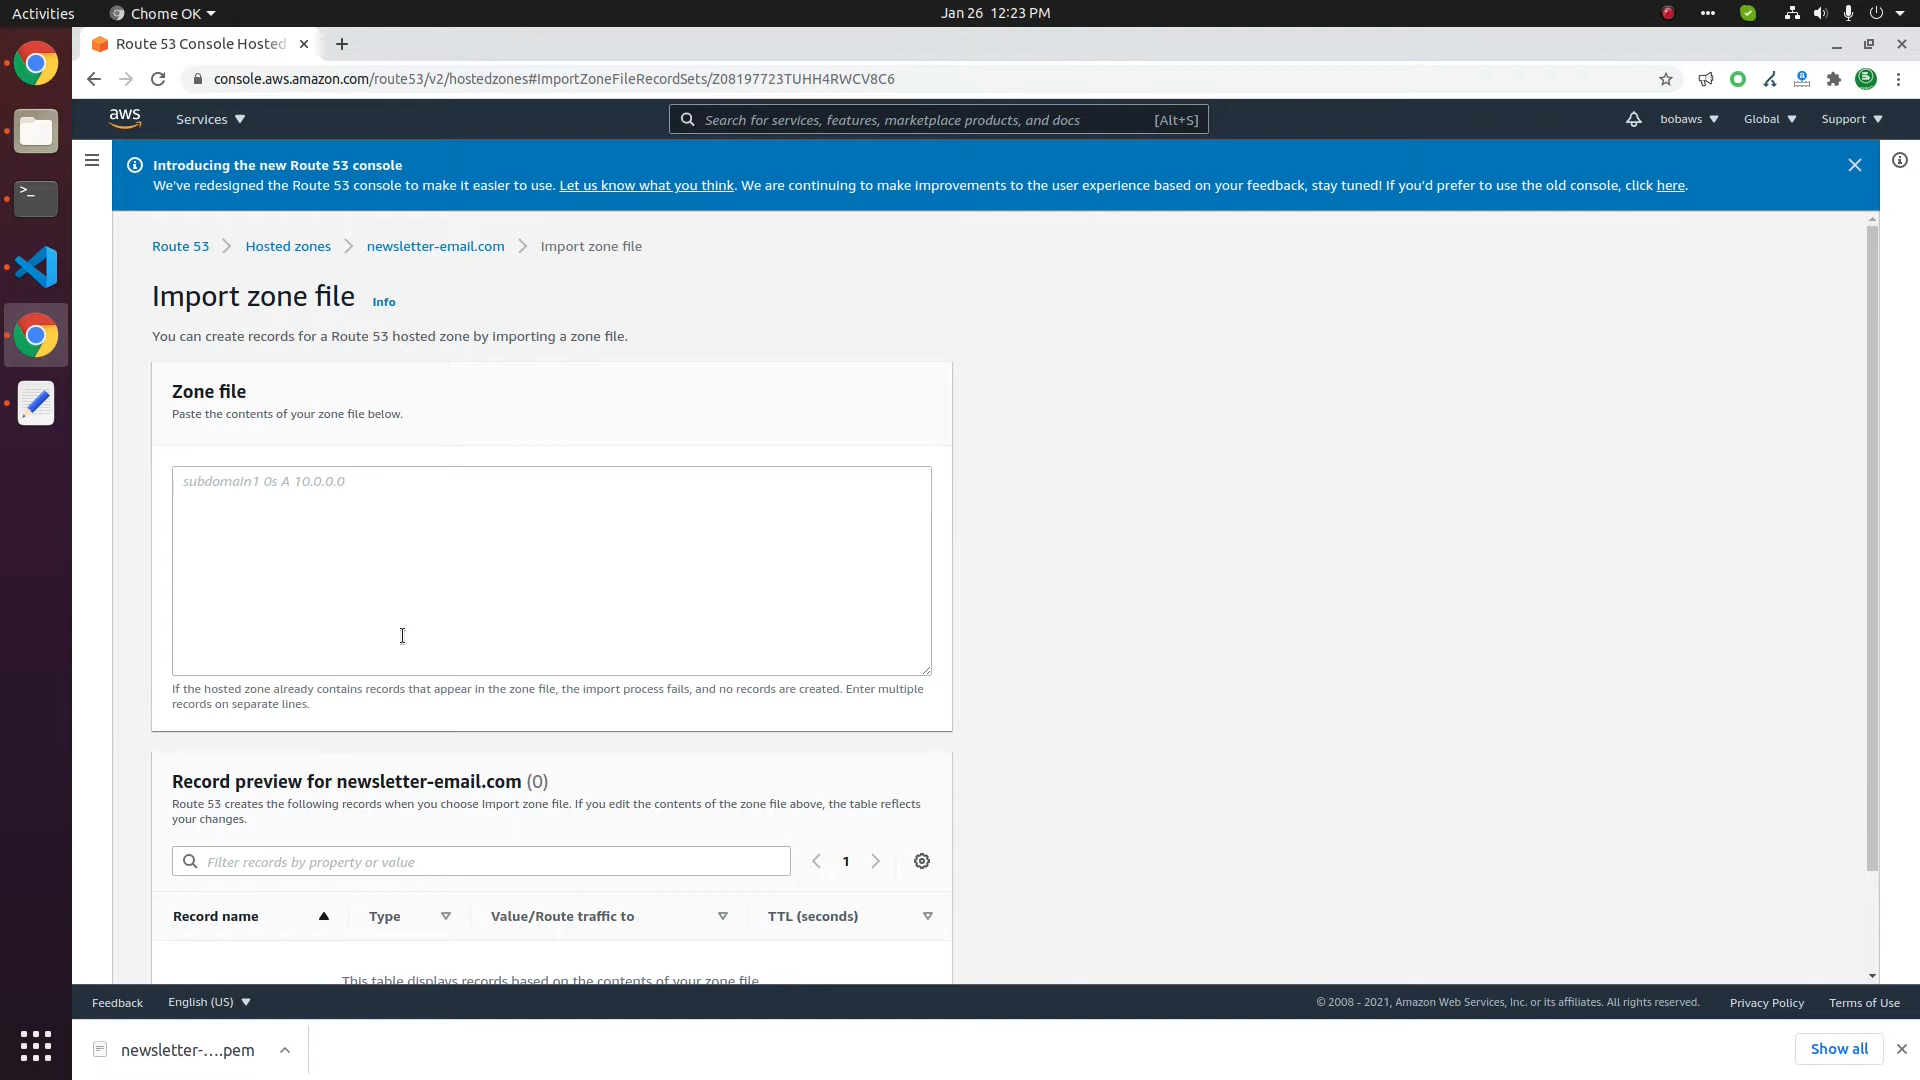 Activities
Chome OK
Jan 26 12:23 PM
Route 53 Console Hosted
console.aws.amazon.com/route53/v2/hostedzones#ImportZoneFileRecordSets/Z08197723TUHH4RWCV8C6
aws
Services
Search for services, features, marketplace products, and docs
[Alt+S]
bobaws
Global
Support
Introducing the new Route 53 console
We've redesigned the Route 53 console to make it easier to use. Let us know what you think. We are continuing to make improvements to the user experience based on your feedback, stay tuned! If you'd prefer to use the old console, click here.
Route 53
Hosted zones
newsletter-email.com
Import zone file
Import zone file
Info
You can create records for a Route 53 hosted zone by importing a zone file.
Zone file
Paste the contents of your zone file below.
subdomain1 0s A 10.0.0.0
If the hosted zone already contains records that appear in the zone file, the import process fails, and no records are created. Enter multiple
records on separate lines.
Record preview for newsletter-email.com (0)
Route 53 creates the following records when you choose Import zone file. If you edit the contents of the zone file above, the table reflects
your changes.
Filter records by property or value
1
Record name
Type
Value/Route traffic to
TTL (seconds)
This table displays records based on the contents of your zone file
Feedback
English (US)
© 2008 - 2021, Amazon Web Services, Inc. or its affiliates. All rights reserved.
Privacy Policy
Terms of Use
newsletter-....pem
Show all